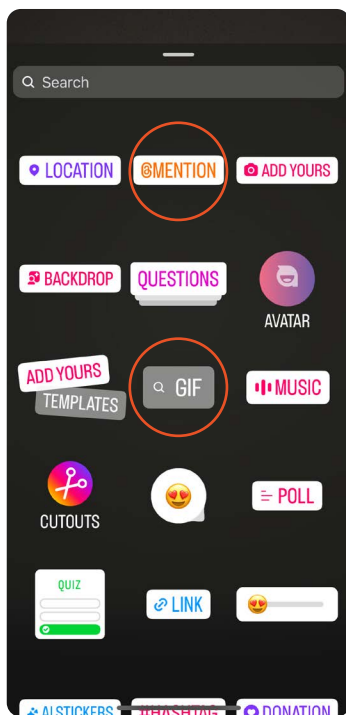 Search
LOCATION
@MENTION
ADD YOURS
BACKDROP
QUESTIONS
AVATAR
ADD YOURS
TEMPLATES
GIF
MUSIC
CUTOUTS
POLL
QUIZ
LINK
AI STICKERS
#HASHTAG
DONATION